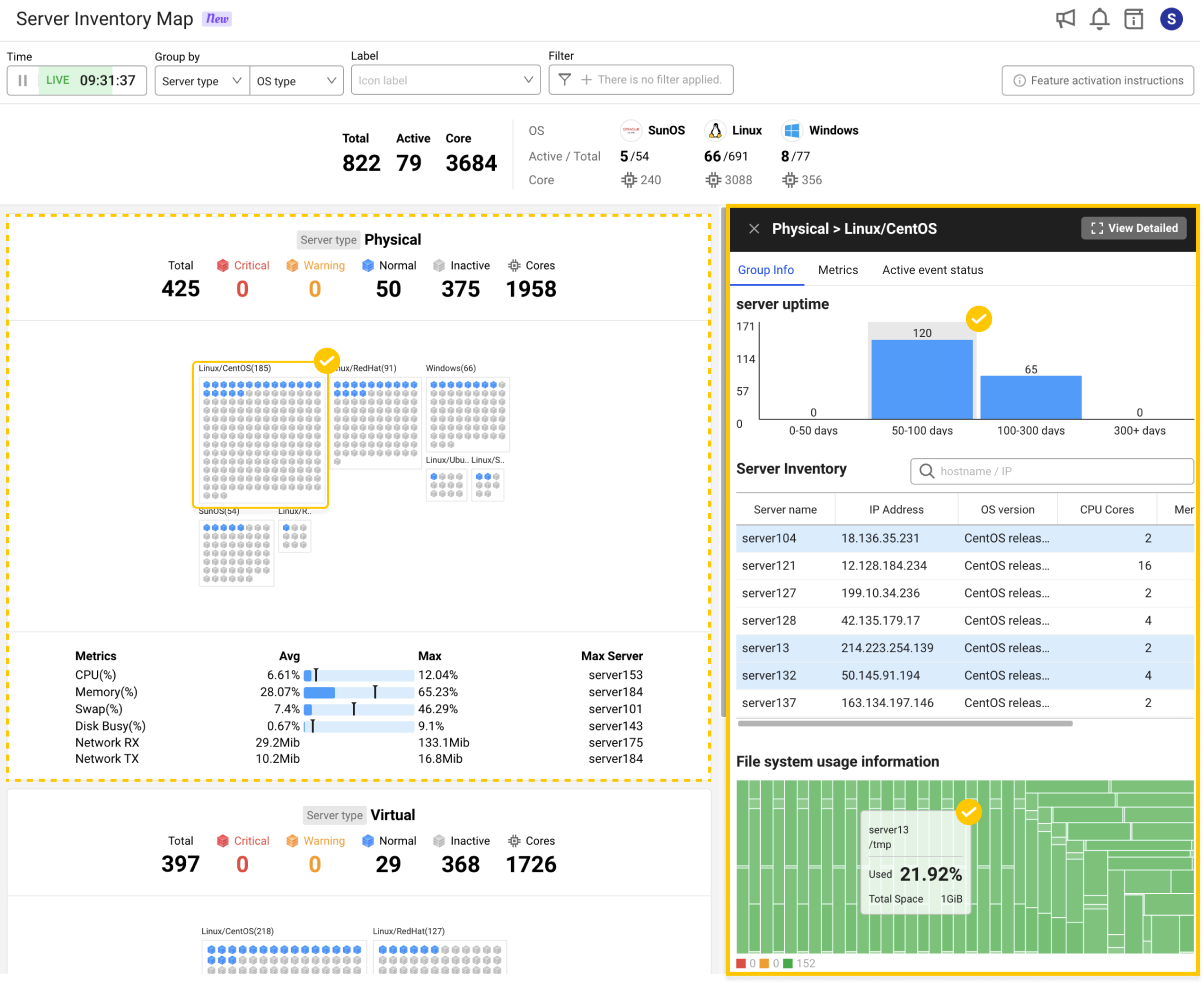 Server Inventory Map New
S
Time
Group by
Label
Filter
LIVE 09:31:37
Server type
OS type
Icon label
There is no filter applied.
Feature activation instructions
Total Active Core
822 79 3684
OS SunOS Linux Windows
Active / Total 5/54 66/691 8/77
Core 240 3088 356
Server type Physical
Total Critical Warning Normal Inactive Cores
425 0 0 50 375 1958
Linux/CentOS(185)
nux/RedHat(91)
Windows(66)
Linux/Ubu..
Linux/S..
SunOS(54)
Linux/R..
Metrics Avg Max Max Server
CPU(%) 6.61% 12.04% server153
Memory(%) 28.07% 65.23% server184
Swap(%) 7.4% 46.29% server101
Disk Busy(%) 0.67% 9.1% server143
Network RX 29.2Mib 133.1Mib server175
Network TX 10.2Mib 16.8Mib server184
Server type Virtual
Total Critical Warning Normal Inactive Cores
397 0 0 29 368 1726
Linux/CentOS(218)
Linux/RedHat(127)
Physical > Linux/CentOS
View Detailed
Group Info Metrics Active event status
server uptime
171
114
57
0
0
120
65
0
0-50 days 50-100 days 100-300 days 300+ days
Server Inventory
hostname / IP
Server name IP Address OS version CPU Cores Mer
server104 18.136.35.231 CentOS releas... 2
server121 12.128.184.234 CentOS releas... 16
server127 199.10.34.236 CentOS releas... 2
server128 42.135.179.17 CentOS releas... 4
server13 214.223.254.139 CentOS releas... 2
server132 50.145.91.194 CentOS releas... 4
server137 163.134.197.146 CentOS releas... 2
File system usage information
server13
/tmp
Used 21.92%
Total Space 1GiB
0 0 152